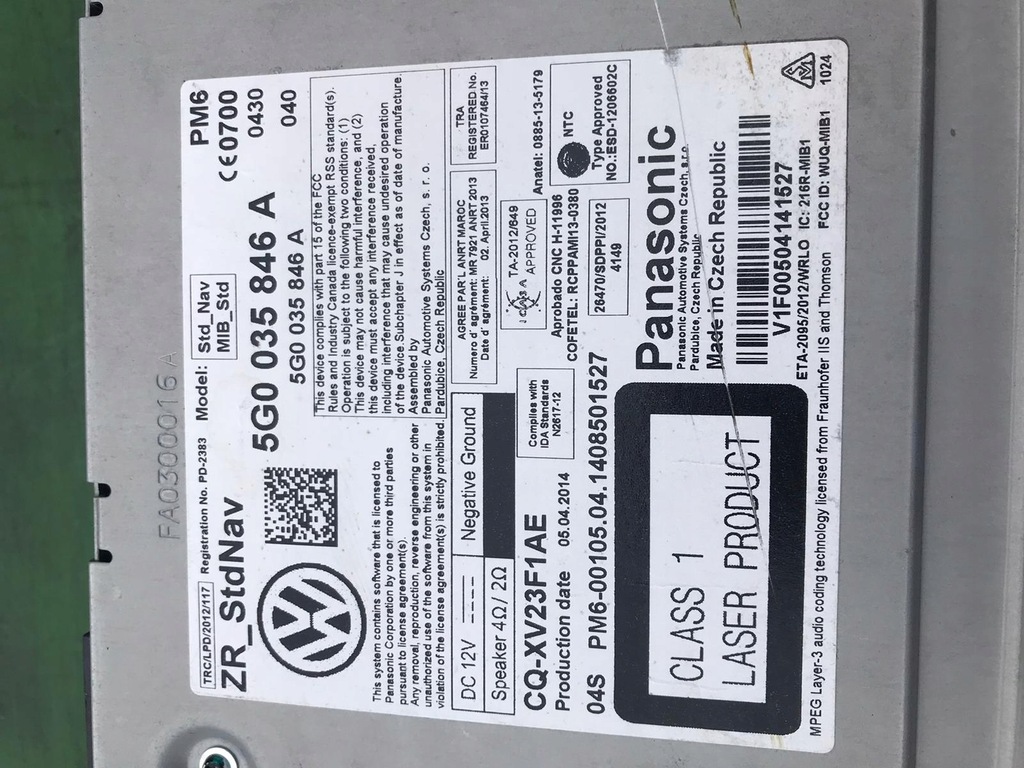 FA0300016 A
TRC/LPD/2012/117 Registration No. PD-2383 Model: Std_Nav MIB_Std PM6
ZR_StdNav
CE0700
5G0 035 846 A 0430
5G0 035 846 A 040
This device complies with part 15 of the FCC
Rules and Industry Canada licence-exempt RSS standard(s).
Operation is subject to the following two conditions: (1)
This device may not cause harmful interference, and (2)
this device must accept any interference received,
including interference that may cause undesired operation
of the device.Subchapter J in effect as of date of manufacture.
Assembled by
Panasonic Automotive Systems Czech, s. r. o.
Pardubice, Czech Republic
This system contains software that is licensed to
Panasonic Corporation by one or more third parties
pursuant to license agreement(s).
Any removal, reproduction, reverse engineering or other
unauthorized use of the software from this system in
violation of the license agreement(s) is strictly prohibited.
DC 12V ---- Negative Ground
Speaker 4Ω/ 2Ω
AGREE PAR L ANRT MAROC
Numero d' agrément: MR 7921 ANRT 2013
Date d' agrément: 02. April.2013
TRA
REGISTERED No.
ER0107464/13
TA-2012/649
APPROVED
Anatel: 0885-13-5179
CQ-XV23F1AE
Complies with
IDA Standards
N2617-12
Aprobado CNC H-11996
COFETEL: RCPPAMI13-0380
NTC
Type Approved
NO.:ESD-1206602C
Production date 05.04.2014
26470/SDPPI/2012
4149
04S PM6-00105.04.1408501527
CLASS 1
LASER PRODUCT
Panasonic
Panasonic Automotive Systems Czech, s.r.o.
Pardubice, Czech Republic
Made in Czech Republic
V1F00504141527
ETA-2095/2012/WRLO IC: 216R-MIB1
1024
MPEG Layer-3 audio coding technology licensed from Fraunhofer IIS and Thomson FCC ID: WUQ-MIB1